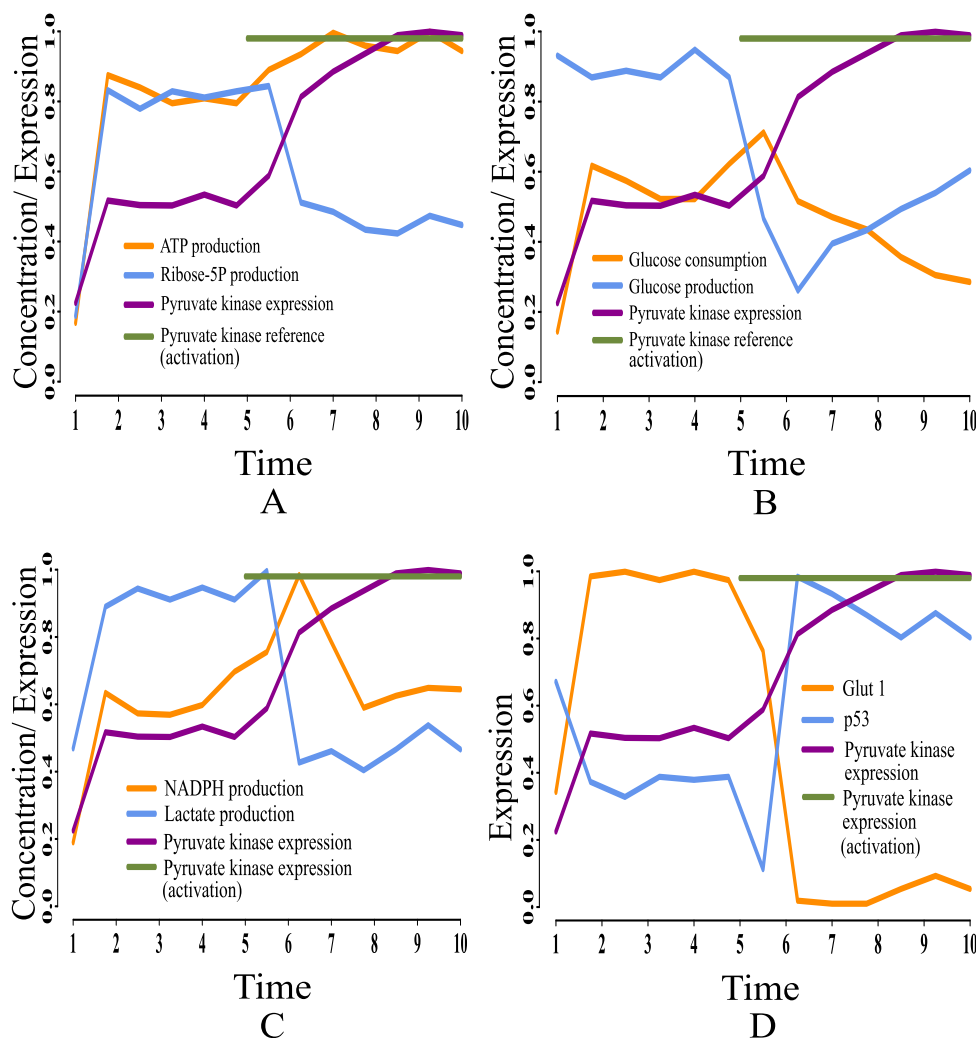 Concentration/ Expression
0.0 0.2 0.4 0.6 0.8 1.0
ATP production
Ribose-5P production
Pyruvate kinase expression
Pyruvate kinase reference
(activation)
1 2 3 4 5 6 7 8 9 10
Time
A
Concentration/ Expression
0.0 0.2 0.4 0.6 0.8 1.0
Glucose consumption
Glucose production
Pyruvate kinase expression
Pyruvate kinase reference
activation)
1 2 3 4 5 6 7 8 9 10
Time
B
Concentration/ Expression
0.0 0.2 0.4 0.6 0.8 1.0
NADPH production
Lactate production
Pyruvate kinase expression
Pyruvate kinase expression
(activation)
1 2 3 4 5 6 7 8 9 10
Time
C
Expression
0.0 0.2 0.4 0.6 0.8 1.0
Glut 1
p53
Pyruvate kinase
expression
Pyruvate kinase
expression
(activation)
1 2 3 4 5 6 7 8 9 10
Time
D